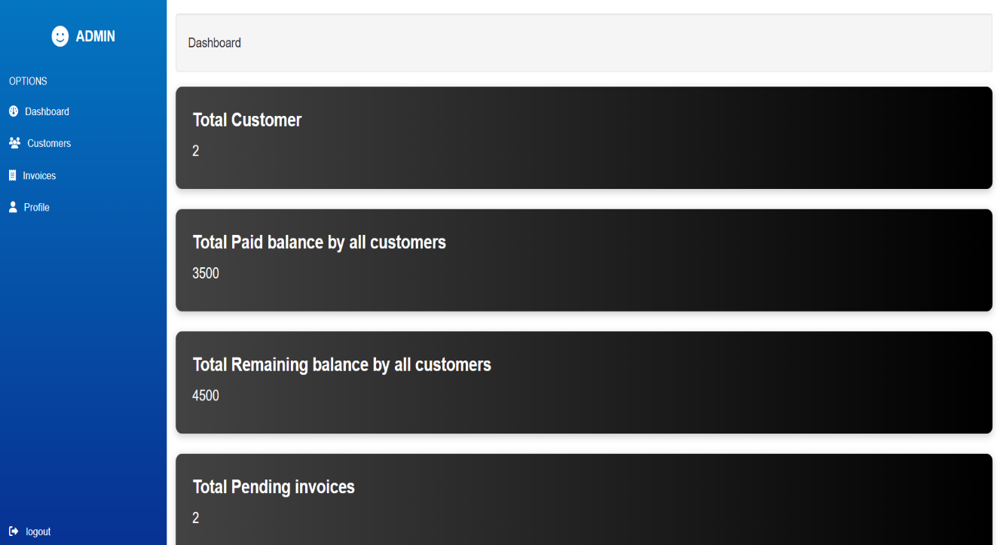 ADMIN
OPTIONS
Dashboard
Customers
Invoices
Profile
logout
Dashboard
Total Customer
2
Total Paid balance by all customers
3500
Total Remaining balance by all customers
4500
Total Pending invoices
2